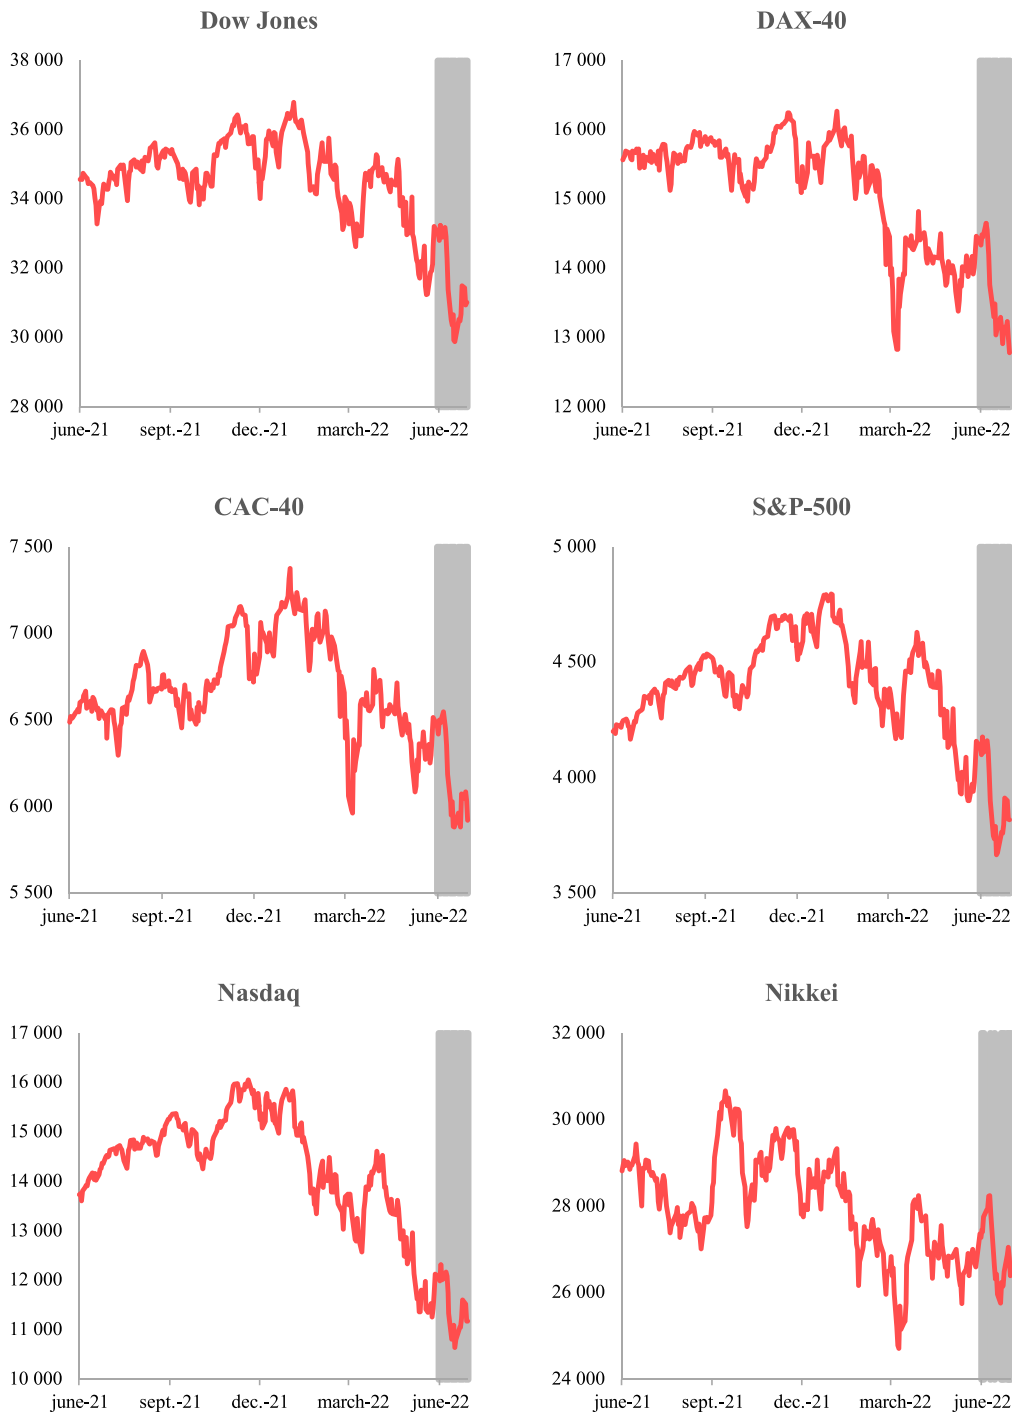 Dow Jones
38 000
36 000
34 000
32 000
30 000
28 000
june-21 sept.-21 dec.-21 march-22 june-22
DAX-40
17 000
16 000
15 000
14 000
13 000
12 000
june-21 sept.-21 dec.-21 march-22 june-22
CAC-40
7 500
7 000
6 500
6 000
5 500
june-21 sept.-21 dec.-21 march-22 june-22
S&P-500
5 000
4 500
4 000
3 500
june-21 sept.-21 dec.-21 march-22 june-22
Nasdaq
17 000
16 000
15 000
14 000
13 000
12 000
11 000
10 000
june-21 sept.-21 dec.-21 march-22 june-22
Nikkei
32 000
30 000
28 000
26 000
24 000
june-21 sept.-21 dec.-21 march-22 june-22